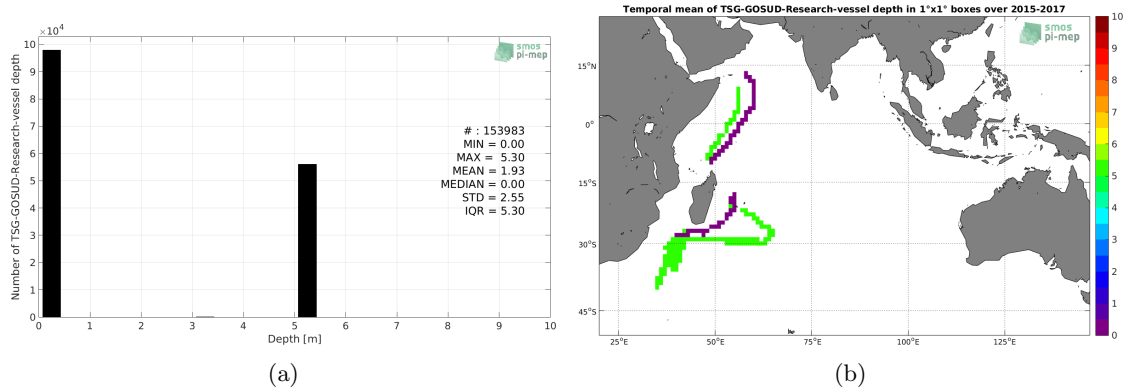 ×10⁴
10
9
8
7
6
5
4
3
2
1
0
Number of TSG-GOSUD-Research-vessel depth
smos
pi-mep
# : 153983
MIN = 0.00
MAX = 5.30
MEAN = 1.93
MEDIAN = 0.00
STD = 2.55
IQR = 5.30
0 1 2 3 4 5 6 7 8 9 10
Depth [m]
(a)
Temporal mean of TSG-GOSUD-Research-vessel depth in 1°x1° boxes over 2015-2017
smos
pi-mep
15°N
0°
15°S
30°S
45°S
25°E 50°E 75°E 100°E 125°E
10
9
8
7
6
5
4
3
2
1
0
(b)